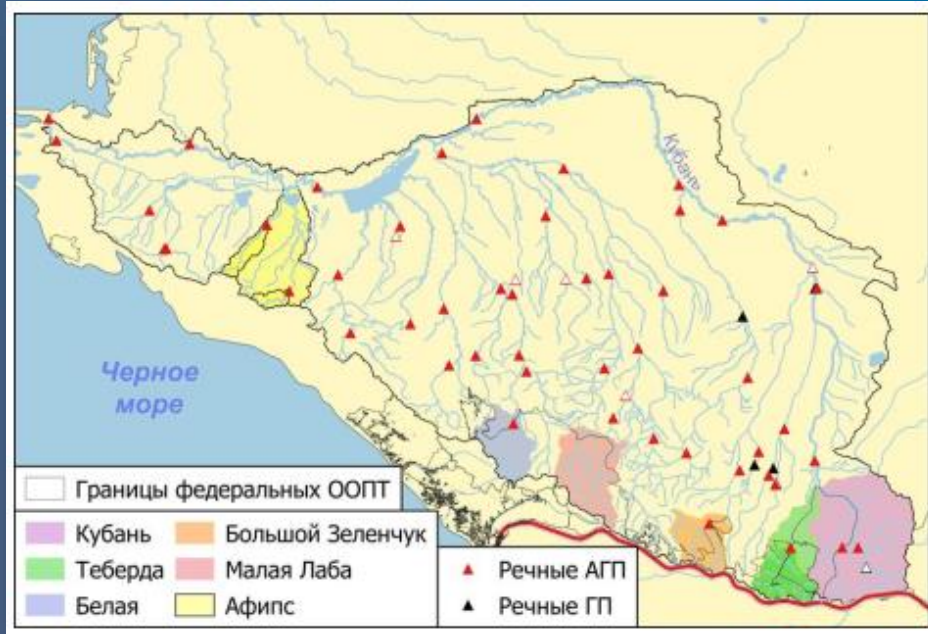 Кубань
Черное
море
Границы федеральных ООПТ
Кубань
Большой Зеленчук
Теберда
Малая Лаба
Белая
Афипс
Речные АГП
Речные ГП